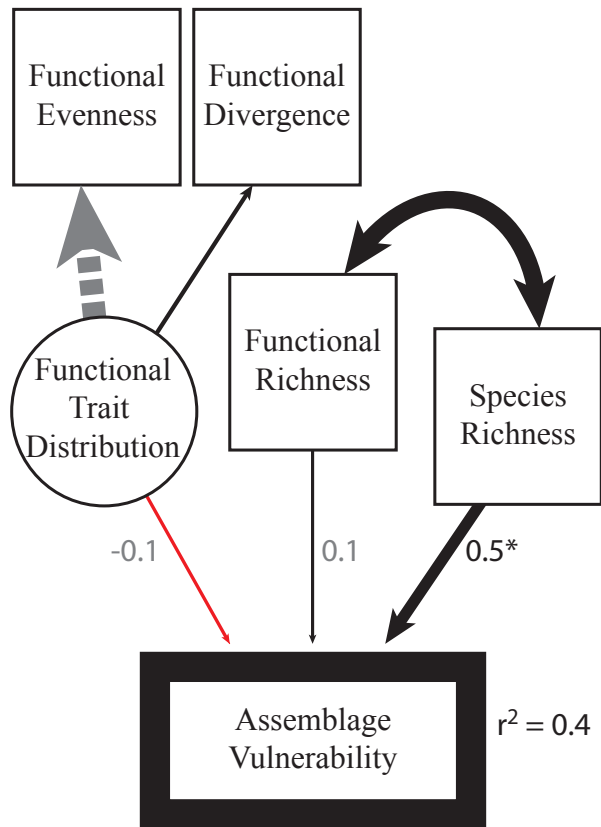 Functional
Evenness
Functional
Divergence
Functional
Richness
Species
Richness
Functional
Trait
Distribution
-0.1
0.1
0.5*
Assemblage
Vulnerability
r² = 0.4